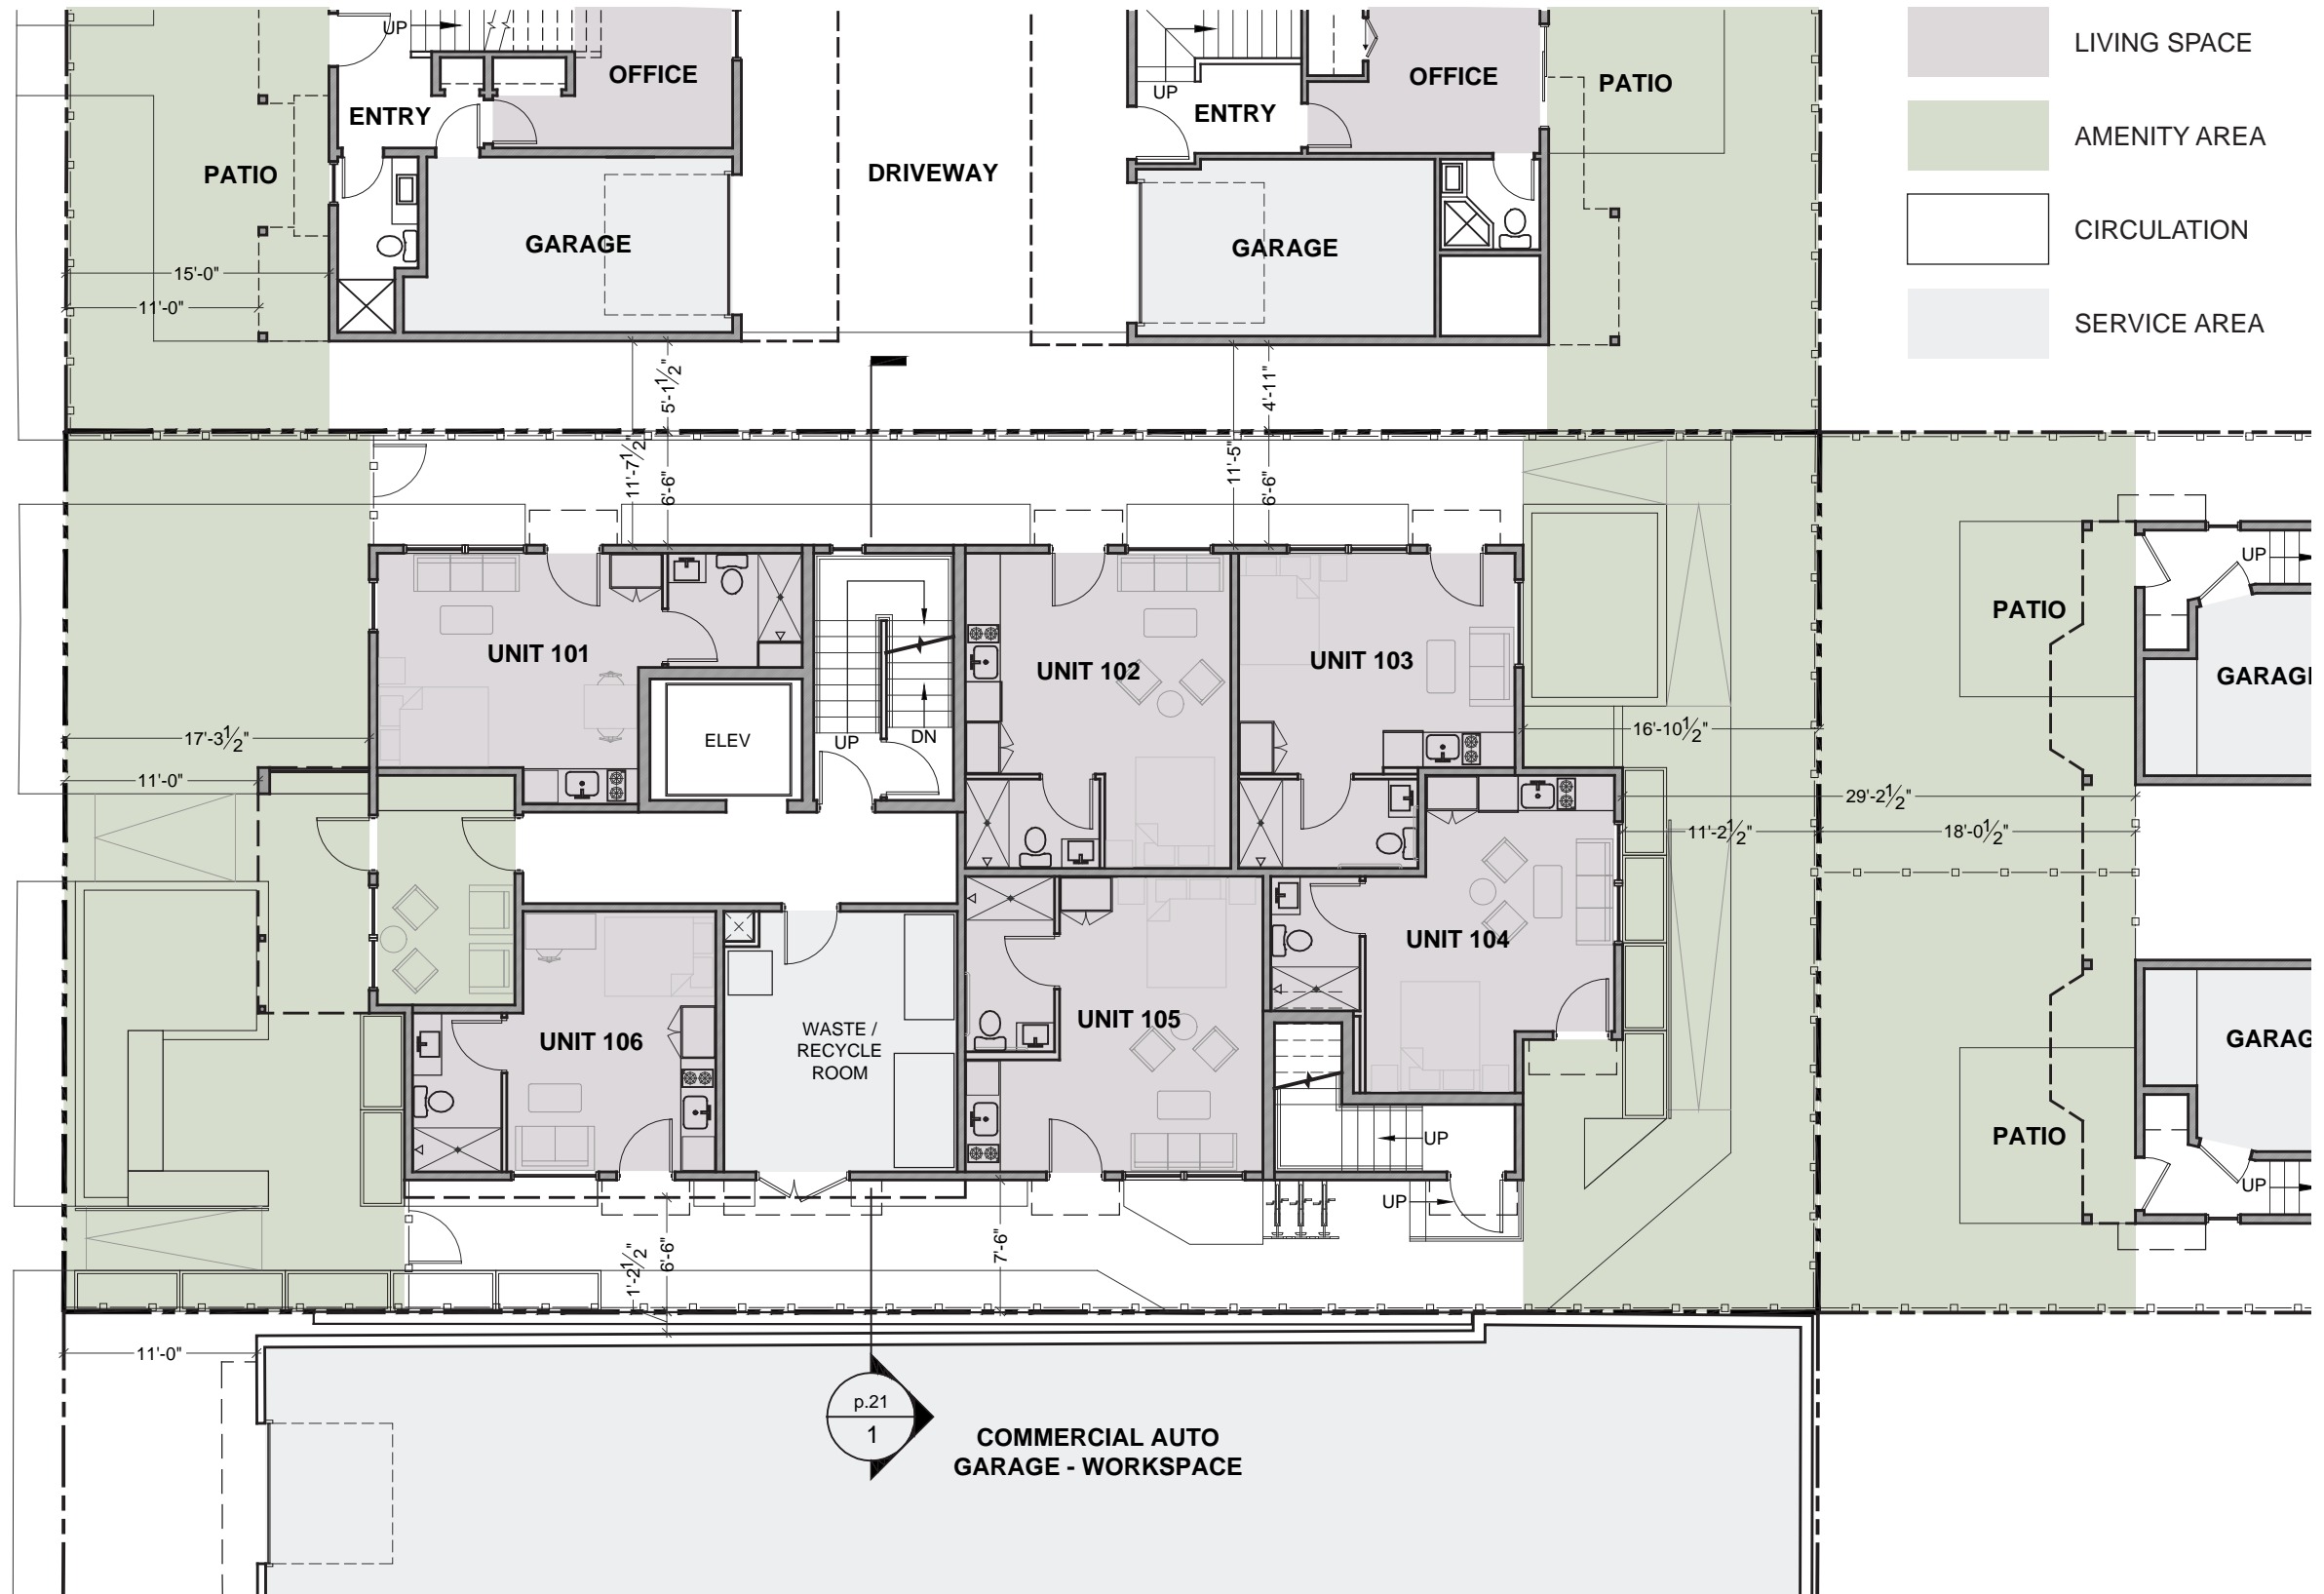 UP
OFFICE
ENTRY
PATIO
GARAGE
15'-0"
11'-0"
DRIVEWAY
UP
ENTRY
OFFICE
PATIO
GARAGE
LIVING SPACE
AMENITY AREA
CIRCULATION
SERVICE AREA
5'-1½"
4'-11"
11'-7½"
6'-6"
11'-5"
6'-6"
UNIT 101
UNIT 102
UNIT 103
ELEV
UP
DN
17'-3½"
11'-0"
16'-10½"
29'-2½"
11'-2½"
18'-0½"
PATIO
UP
GARAGE
UNIT 104
UNIT 105
UNIT 106
WASTE /
RECYCLE
ROOM
UP
UP
GARAG
PATIO
UP
1'-2½"
6'-6"
7'-6"
11'-0"
p.21
1
COMMERCIAL AUTO
GARAGE - WORKSPACE